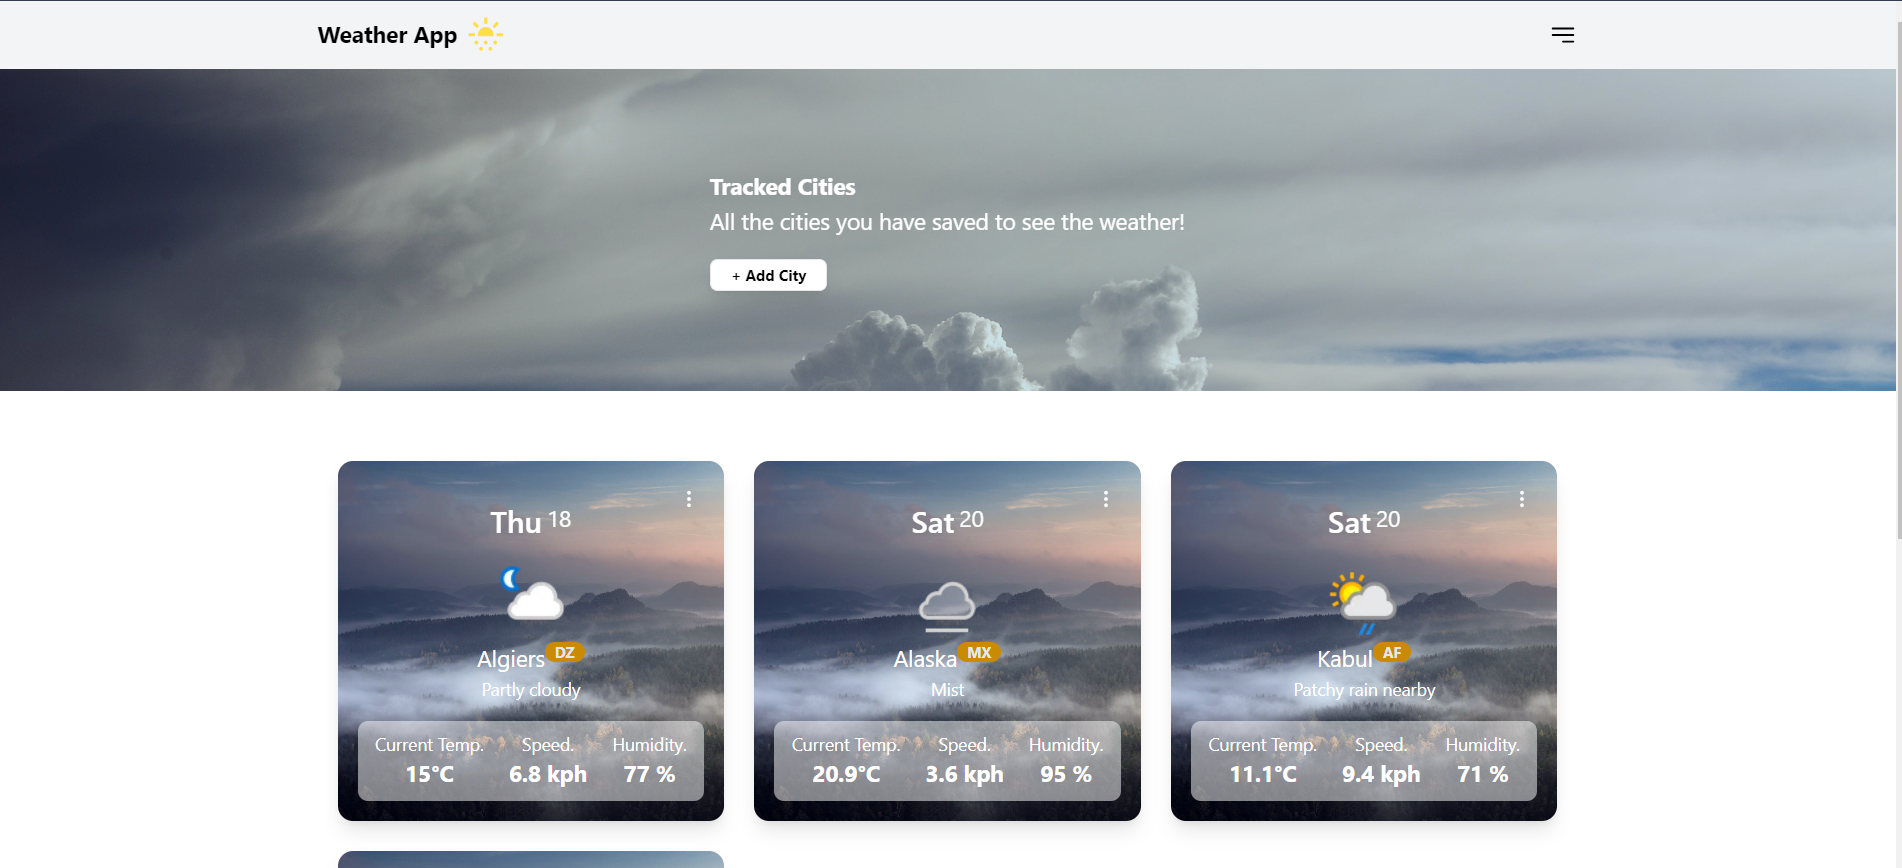 Weather App
Tracked Cities
All the cities you have saved to see the weather!
+ Add City
Thu 18
Algiers DZ
Partly cloudy
Current Temp. Speed. Humidity.
15°C 6.8 kph 77 %
Sat 20
Alaska MX
Mist
Current Temp. Speed. Humidity.
20.9°C 3.6 kph 95 %
Sat 20
Kabul AF
Patchy rain nearby
Current Temp. Speed. Humidity.
11.1°C 9.4 kph 71 %